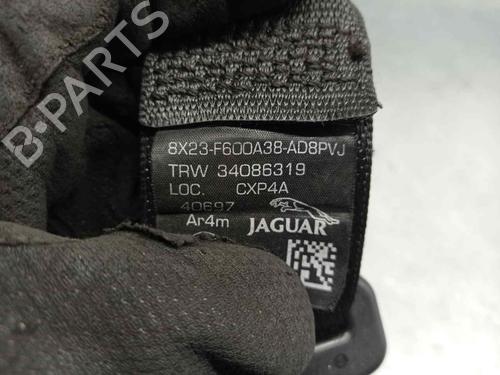 8X23-F600A38-AD8PVJ
TRW 34086319
LOC. CXP4A
40697
Ar4m JAGUAR
B-PARTS